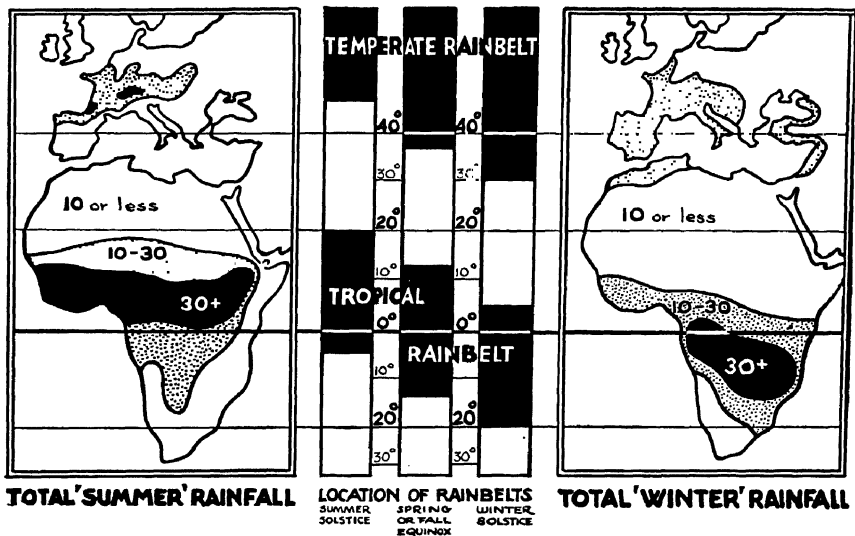 10 or less
10-30
30+
TOTAL 'SUMMER' RAINFALL
TEMPERATE RAINBELT
40° 40°
30° 30°
20° 20°
10° 10°
TROPICAL
0° 0°
RAINBELT
10° 10°
20° 20°
30° 30°
LOCATION OF RAINBELTS
SUMMER SOLSTICE
SPRING OR FALL EQUINOX
WINTER SOLSTICE
10 or less
10-30
30+
TOTAL 'WINTER' RAINFALL